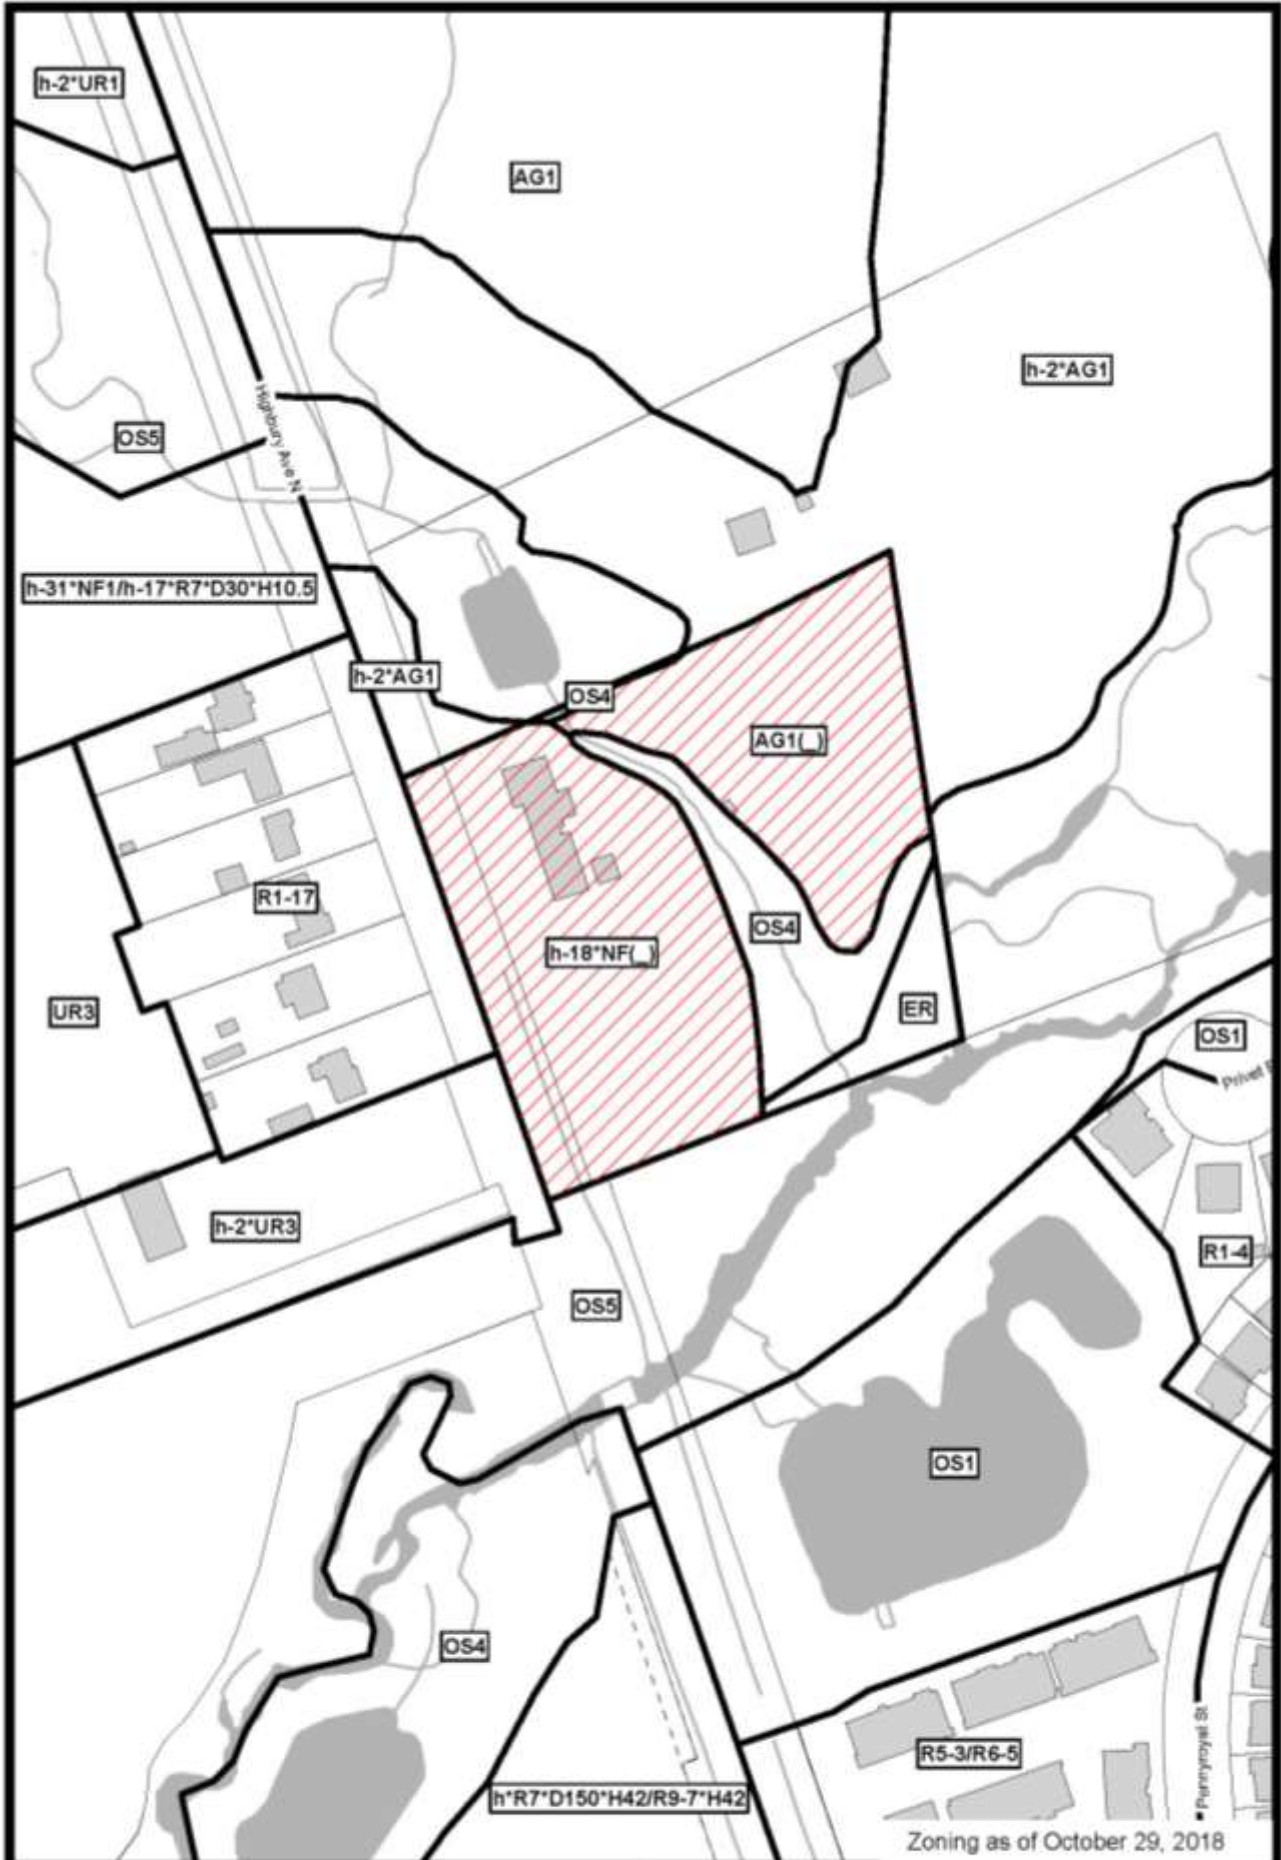 h-2*UR1
AG1
h-2*AG1
Highbury Ave N
OS5
h-31*NF1/h-17*R7*D30*H10.5
h-2*AG1
OS4
AG1(_)
R1-17
OS4
h-18*NF(_)
UR3
ER
OS1
Privet
h-2*UR3
R1-4
OS5
OS1
OS4
Pennyroyal St
R5-3/R6-5
h*R7*D150*H42/R9-7*H42
Zoning as of October 29, 2018